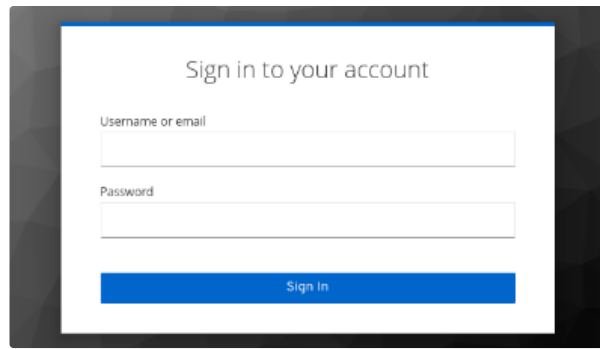 Sign in to your account
Username or email
Password
Sign In